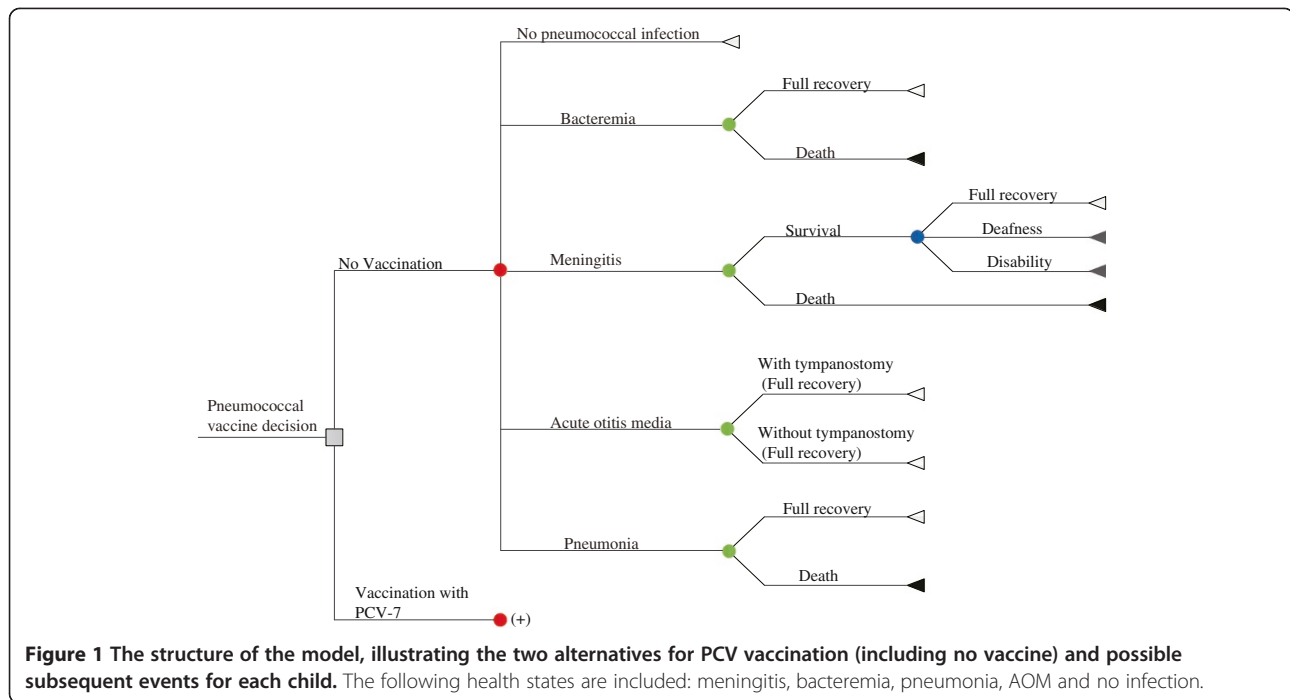 No pneumococcal infection
Full recovery
Bacteremia
Death
Full recovery
Survival
Deafness
No Vaccination
Meningitis
Disability
Death
With tympanostomy
(Full recovery)
Pneumococcal
vaccine decision
Acute otitis media
Without tympanostomy
(Full recovery)
Full recovery
Pneumonia
Death
Vaccination with
PCV-7
(+)
Figure 1 The structure of the model, illustrating the two alternatives for PCV vaccination (including no vaccine) and possible
subsequent events for each child. The following health states are included: meningitis, bacteremia, pneumonia, AOM and no infection.